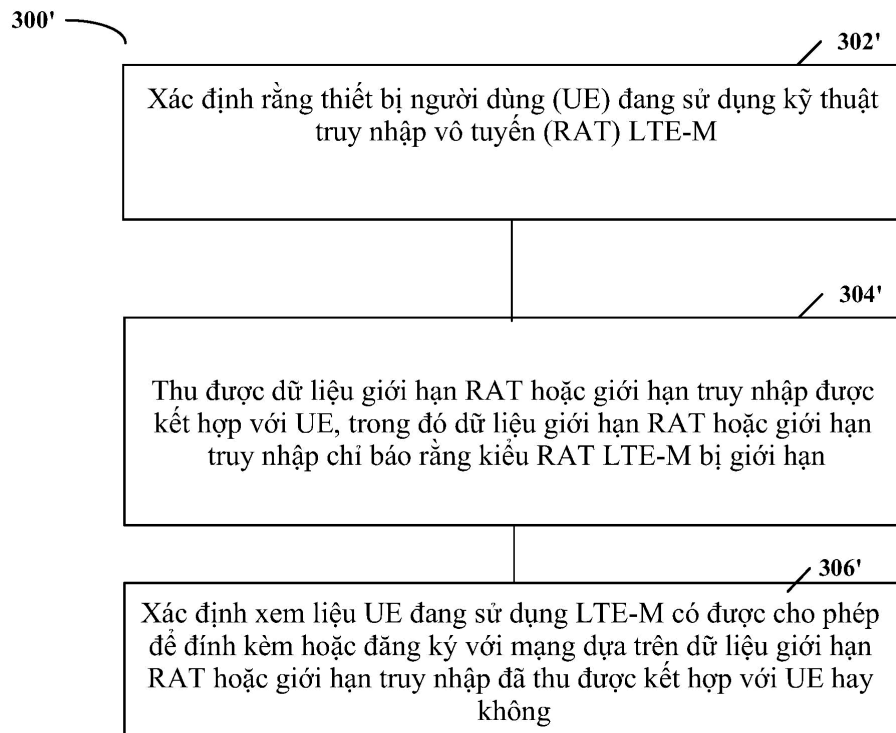 300'
302'
Xác định rằng thiết bị người dùng (UE) đang sử dụng kỹ thuật
truy nhập vô tuyến (RAT) LTE-M
304'
Thu được dữ liệu giới hạn RAT hoặc giới hạn truy nhập được
kết hợp với UE, trong đó dữ liệu giới hạn RAT hoặc giới hạn
truy nhập chỉ báo rằng kiểu RAT LTE-M bị giới hạn
306'
Xác định xem liệu UE đang sử dụng LTE-M có được cho phép
để đính kèm hoặc đăng ký với mạng dựa trên dữ liệu giới hạn
RAT hoặc giới hạn truy nhập đã thu được kết hợp với UE hay
không